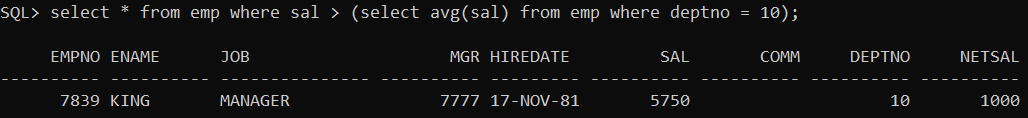 SQL> select * from emp where sal > (select avg(sal) from emp where deptno = 10);
EMPNO ENAME JOB MGR HIREDATE SAL COMM DEPTNO NETSAL
---------- ---------- --------------- ---------- --------- ---------- ---------- ---------- ----------
7839 KING MANAGER 7777 17-NOV-81 5750 10 1000